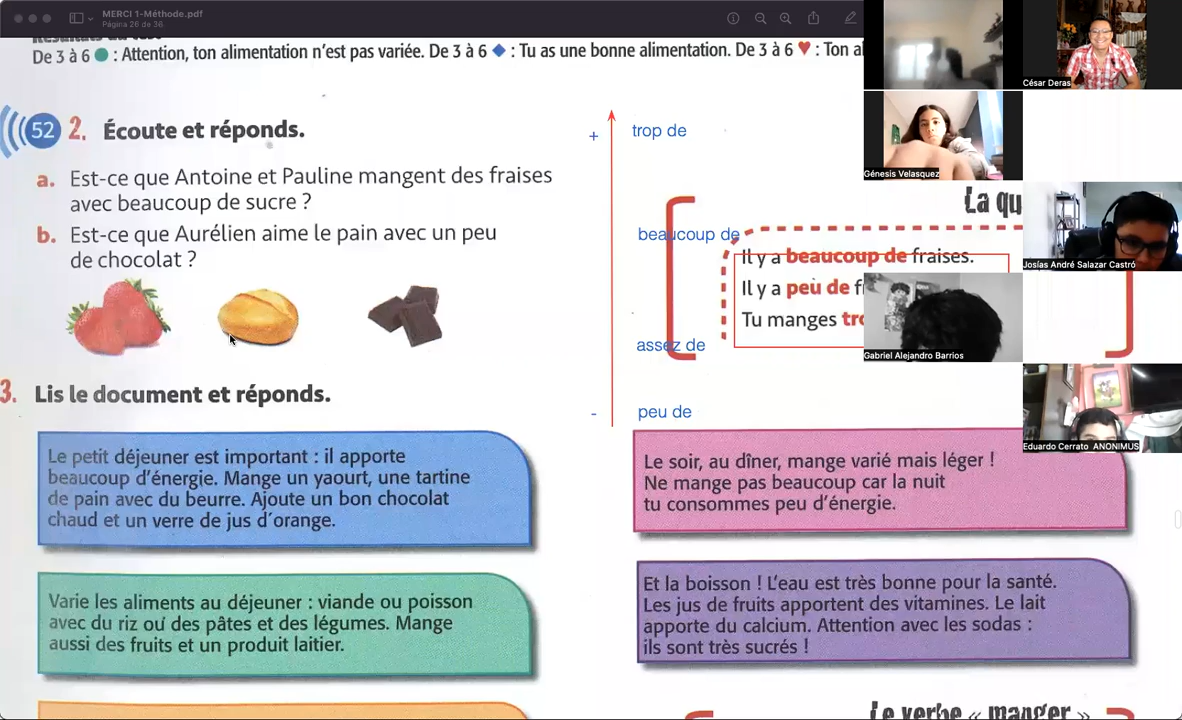 MERCI 1-Méthode.pdf
Página 26 de 36
Résultats du test
De 3 à 6 : Attention, ton alimentation n'est pas variée. De 3 à 6 : Tu as une bonne alimentation. De 3 à 6 : Ton
52 2. Écoute et réponds.
a. Est-ce que Antoine et Pauline mangent des fraises
avec beaucoup de sucre ?
b. Est-ce que Aurélien aime le pain avec un peu
de chocolat ?
3. Lis le document et réponds.
Le petit déjeuner est important : il apporte
beaucoup d'énergie. Mange un yaourt, une tartine
de pain avec du beurre. Ajoute un bon chocolat
chaud et un verre de jus d'orange.
Varie les aliments au déjeuner : viande ou poisson
avec du riz ou des pâtes et des légumes. Mange
aussi des fruits et un produit laitier.
+ trop de
beaucoup de
assez de
- peu de
La qu
Il y a beaucoup de fraises.
Il y a peu de f
Tu manges tro
Le soir, au dîner, mange varié mais léger !
Ne mange pas beaucoup car la nuit
tu consommes peu d'énergie.
Et la boisson ! L'eau est très bonne pour la santé.
Les jus de fruits apportent des vitamines. Le lait
apporte du calcium. Attention avec les sodas :
ils sont très sucrés !
Le verbe « manger »
César Deras
Génesis Velasquez
Josías André Salazar Castró
Gabriel Alejandro Barrios
Eduardo Cerrato ANONIMUS